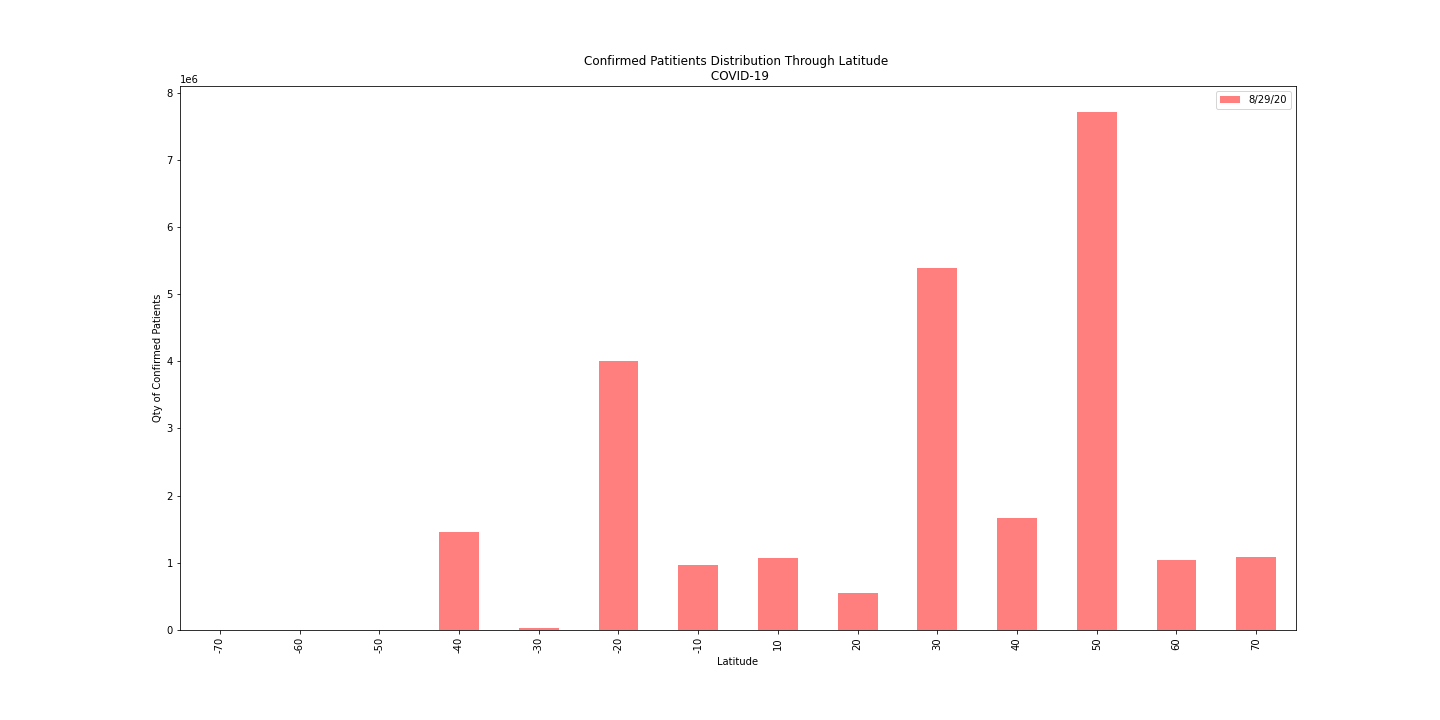 Confirmed Patitients Distribution Through Latitude
COVID-19
1e6
8/29/20
8
7
6
5
4
3
2
1
0
Qty of Confirmed Patients
-70 -60 -50 -40 -30 -20 -10 10 20 30 40 50 60 70
Latitude